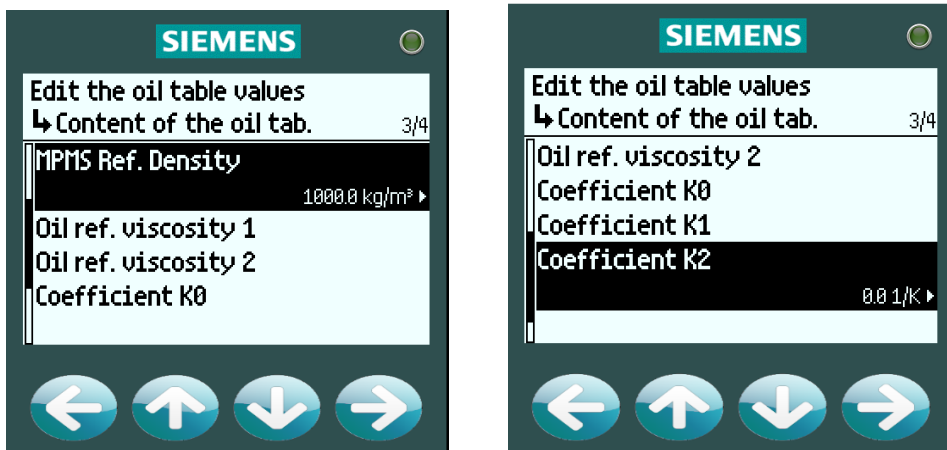 SIEMENS
Edit the oil table values
↳Content of the oil tab. 3/4
MPMS Ref. Density
1000.0 kg/m³
Oil ref. viscosity 1
Oil ref. viscosity 2
Coefficient K0
SIEMENS
Edit the oil table values
↳Content of the oil tab. 3/4
Oil ref. viscosity 2
Coefficient K0
Coefficient K1
Coefficient K2
0.0 1/K